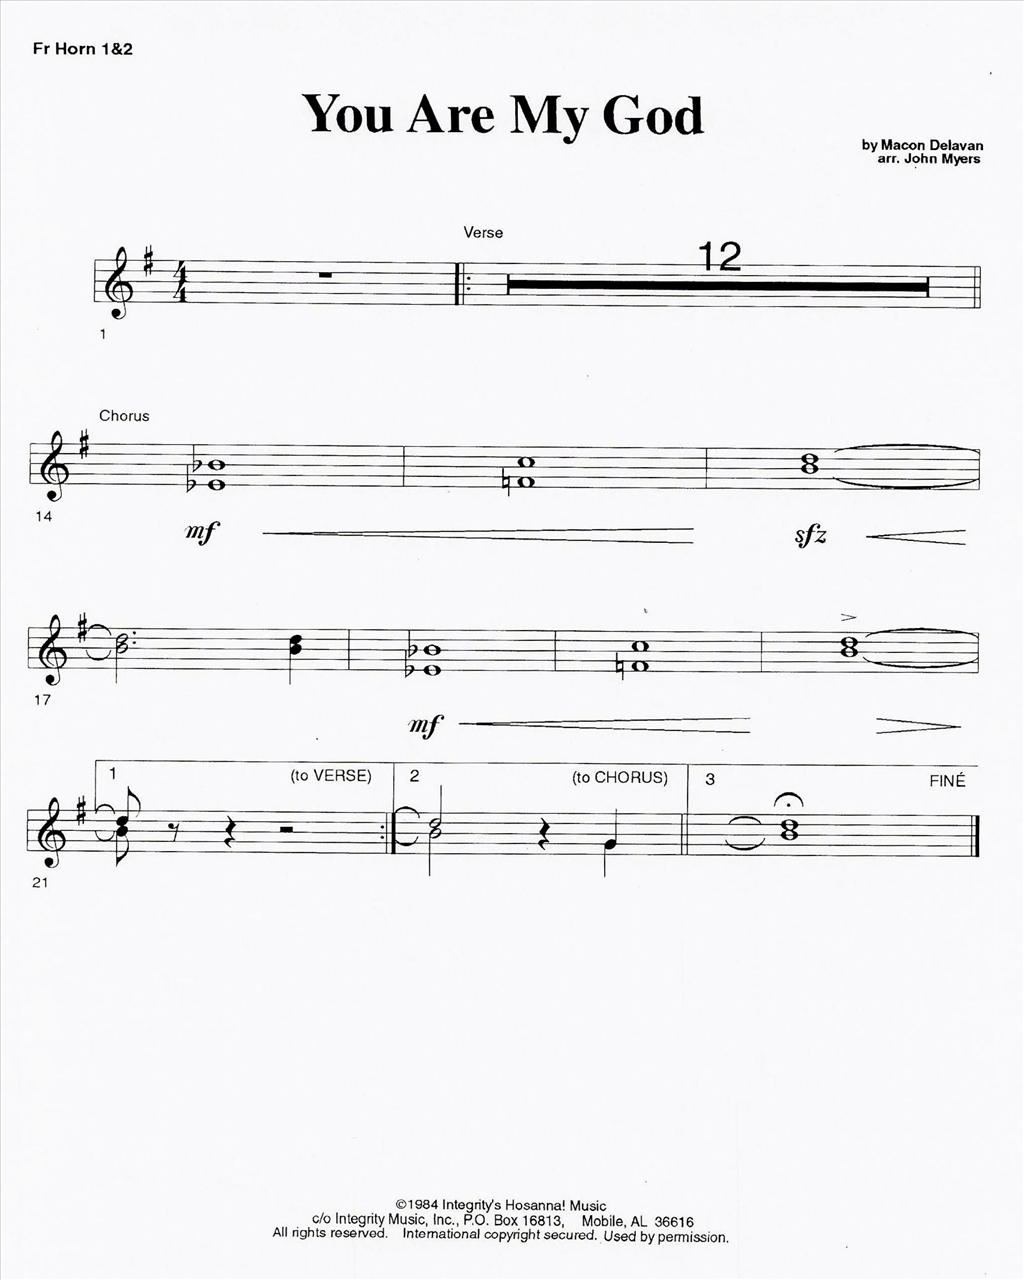 Fr Horn 1&2
You Are My God
by Macon Delavan
arr. John Myers
Verse
12
4
4
1
Chorus
14
mf
sfz
17
mf
1 (to VERSE) 2 (to CHORUS) 3 FINÉ
21
©1984 Integrity's Hosanna! Music
c/o Integrity Music, Inc., P.O. Box 16813, Mobile, AL 36616
All rights reserved. International copyright secured. Used by permission.